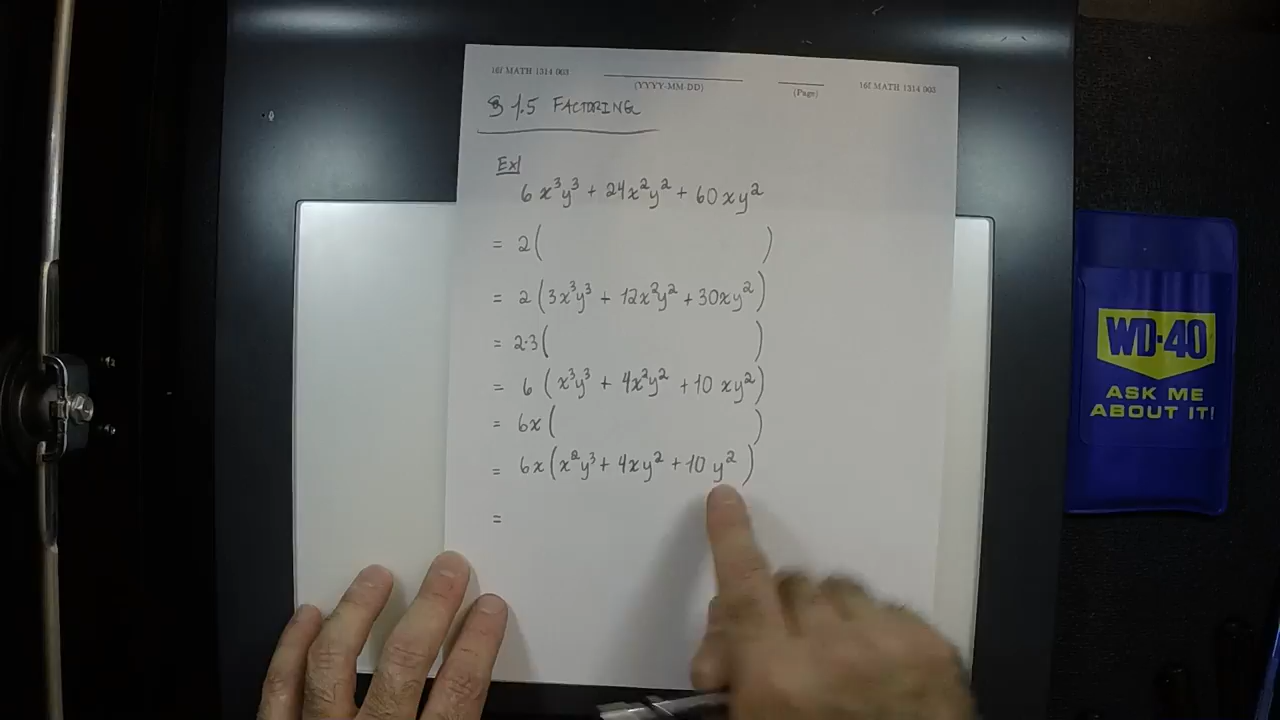 16f MATH 1314 003 (YYYY-MM-DD) (Page) 16f MATH 1314 003
§ 1.5 FACTORING
Ex
6x³y³ + 24x²y² + 60xy²
= 2( )
= 2(3x³y³ + 12x²y² + 30xy²)
= 2·3( )
= 6(x³y³ + 4x²y² + 10xy²)
= 6x( )
= 6x(x²y³ + 4xy² + 10y²)
=
WD-40
ASK ME
ABOUT IT!